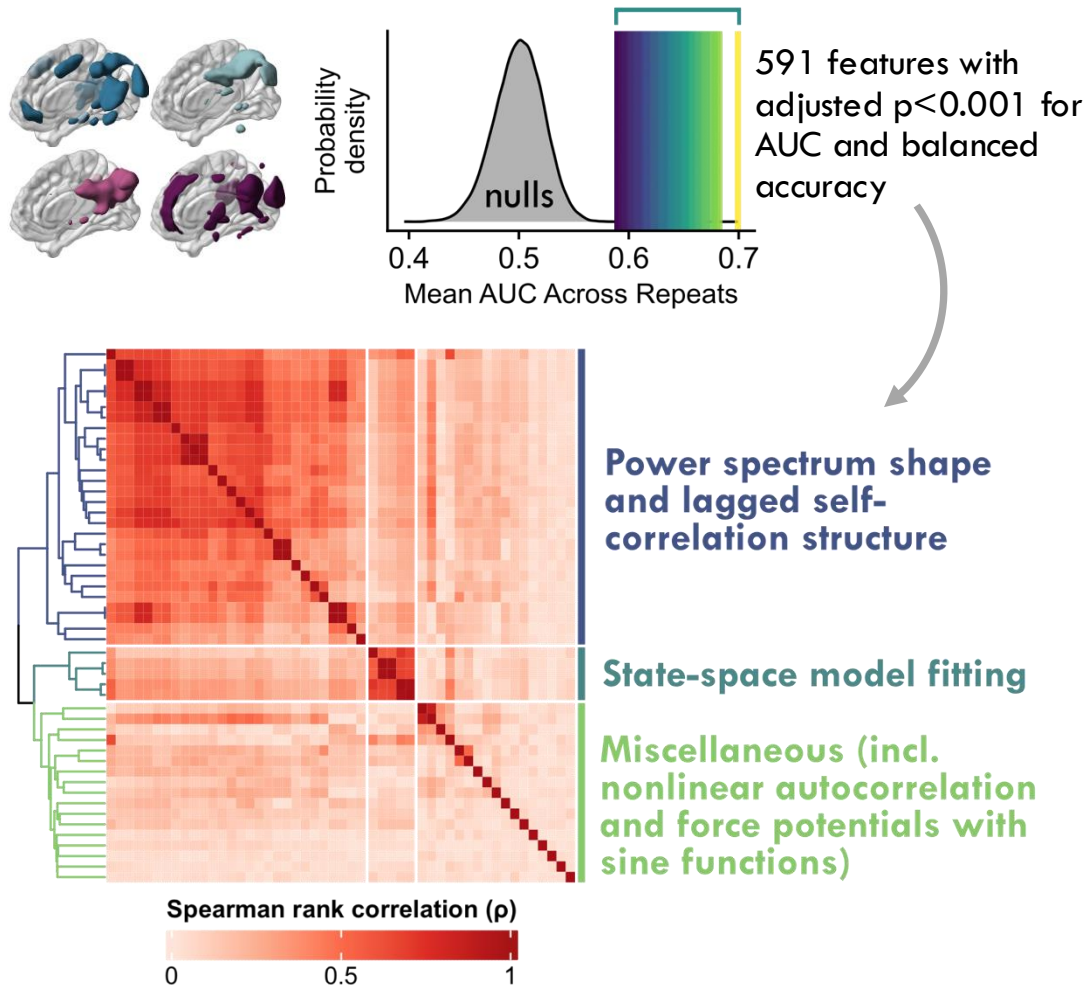 Probability
density
nulls
0.4 0.5 0.6 0.7
Mean AUC Across Repeats
591 features with
adjusted p<0.001 for
AUC and balanced
accuracy
Power spectrum shape
and lagged self-
correlation structure
State-space model fitting
Miscellaneous (incl.
nonlinear autocorrelation
and force potentials with
sine functions)
Spearman rank correlation (ρ)
0 0.5 1